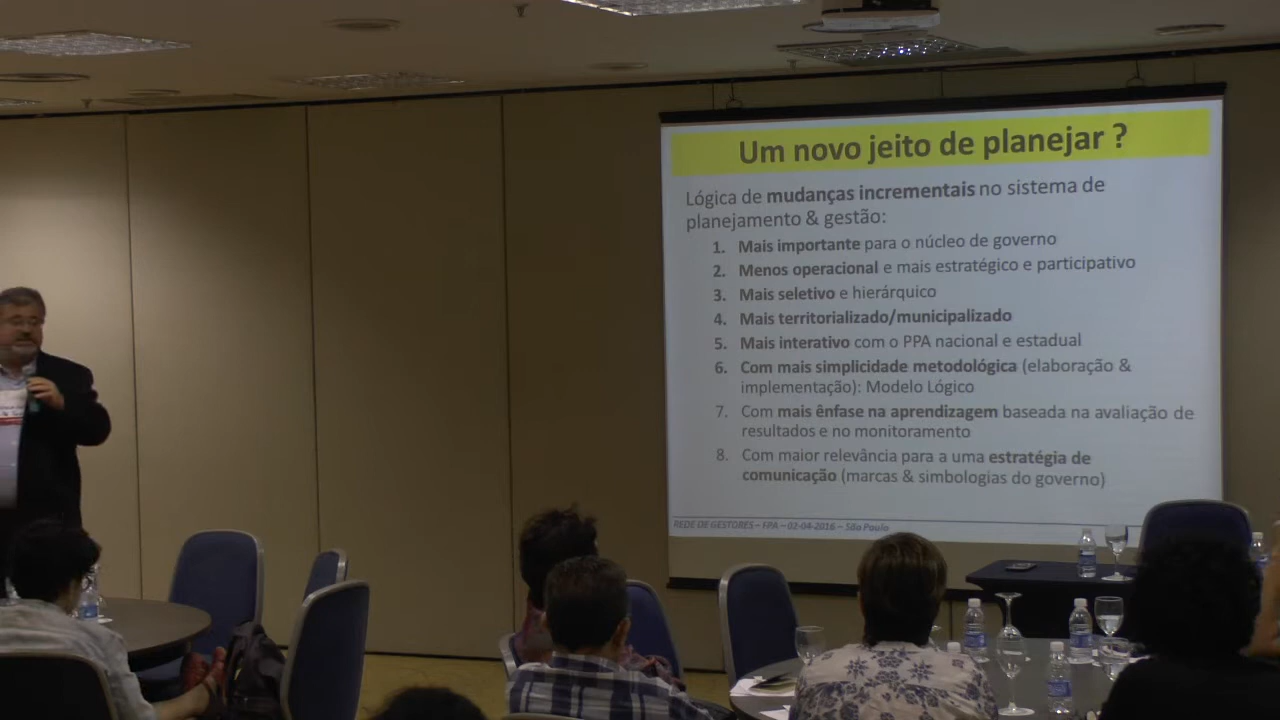 Um novo jeito de planejar ?
Lógica de mudanças incrementais no sistema de
planejamento & gestão:
1. Mais importante para o núcleo de governo
2. Menos operacional e mais estratégico e participativo
3. Mais seletivo e hierárquico
4. Mais territorializado/municipalizado
5. Mais interativo com o PPA nacional e estadual
6. Com mais simplicidade metodológica (elaboração &
implementação): Modelo Lógico
7. Com mais ênfase na aprendizagem baseada na avaliação de
resultados e no monitoramento
8. Com maior relevância para a uma estratégia de
comunicação (marcas & simbologias do governo)
REDE DE GESTORES – FPA – 02-04-2016 – São Paulo